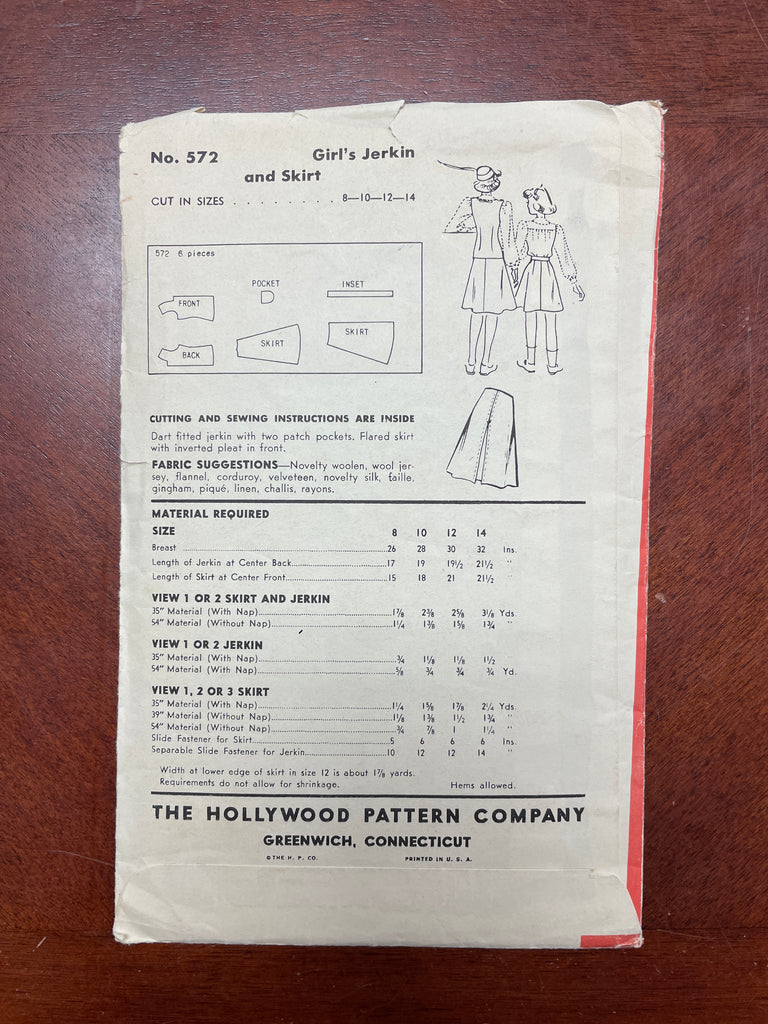 No. 572 Girl's Jerkin
and Skirt
CUT IN SIZES . . . . . . . . 8—10—12—14
572 6 pieces
POCKET
INSET
FRONT
SKIRT
SKIRT
BACK
CUTTING AND SEWING INSTRUCTIONS ARE INSIDE
Dart fitted jerkin with two patch pockets. Flared skirt
with inverted pleat in front.
FABRIC SUGGESTIONS—Novelty woolen, wool jer-
sey, flannel, corduroy, velveteen, novelty silk, faille,
gingham, piqué, linen, challis, rayons.
MATERIAL REQUIRED
SIZE 8 10 12 14
Breast 26 28 30 32 Ins.
Length of Jerkin at Center Back 17 19 19½ 21½ "
Length of Skirt at Center Front 15 18 21 21½ "
VIEW 1 OR 2 SKIRT AND JERKIN
35" Material (With Nap) 1⅞ 2⅜ 2⅝ 3⅛ Yds.
54" Material (Without Nap) 1¼ 1⅜ 1⅝ 1¾ "
VIEW 1 OR 2 JERKIN
35" Material (With Nap) ¾ 1⅛ 1⅛ 1½
54" Material (With Nap) ⅝ ¾ ¾ ¾ Yd.
VIEW 1, 2 OR 3 SKIRT
35" Material (With Nap) 1¼ 1⅝ 1⅞ 2¼ Yds.
39" Material (Without Nap) 1⅛ 1⅜ 1½ 1¾ "
54" Material (Without Nap) ¾ ⅞ 1 1¼ "
Slide Fastener for Skirt 5 6 6 6 Ins.
Separable Slide Fastener for Jerkin 10 12 12 14 "
Width at lower edge of skirt in size 12 is about 1⅞ yards.
Requirements do not allow for shrinkage. Hems allowed.
THE HOLLYWOOD PATTERN COMPANY
GREENWICH, CONNECTICUT
© THE H. P. CO. PRINTED IN U. S. A.